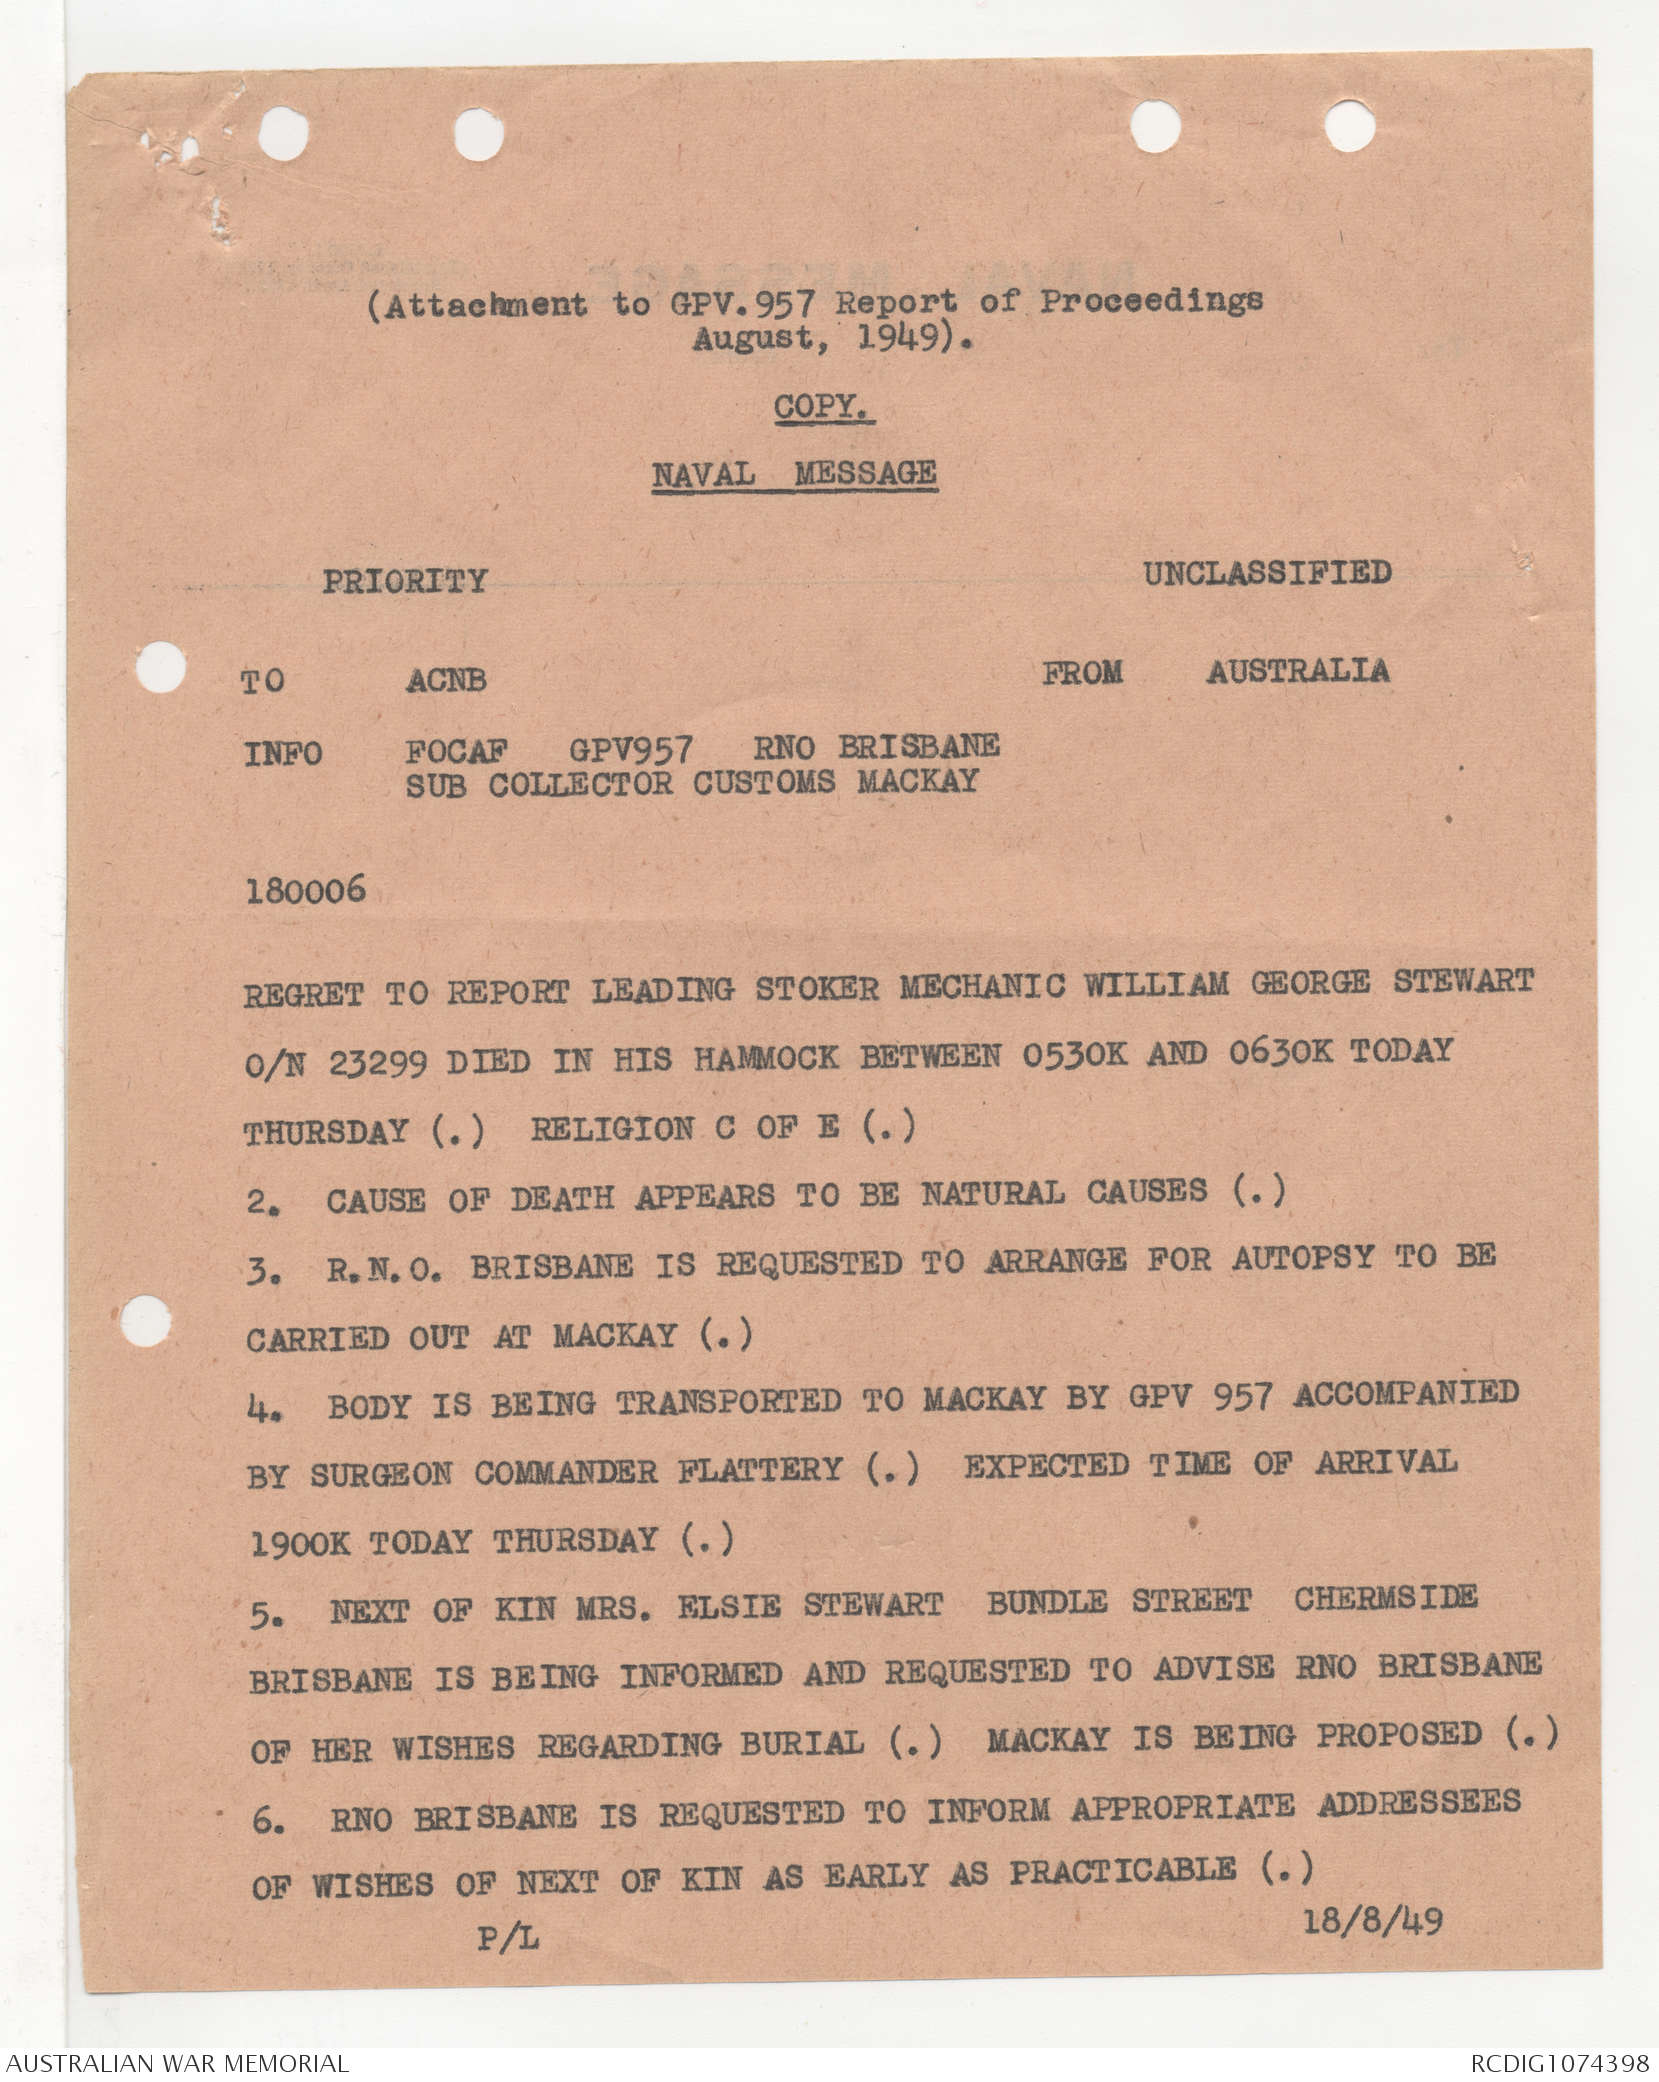 (Attachment to GPV.957 Report of Proceedings
August, 1949).
COPY.
NAVAL MESSAGE
PRIORITY UNCLASSIFIED
TO ACNB FROM AUSTRALIA
INFO FOCAF GPV957 RNO BRISBANE
SUB COLLECTOR CUSTOMS MACKAY
180006
REGRET TO REPORT LEADING STOKER MECHANIC WILLIAM GEORGE STEWART
O/N 23299 DIED IN HIS HAMMOCK BETWEEN 0530K AND 0630K TODAY
THURSDAY (.) RELIGION C OF E (.)
2. CAUSE OF DEATH APPEARS TO BE NATURAL CAUSES (.)
3. R.N.O. BRISBANE IS REQUESTED TO ARRANGE FOR AUTOPSY TO BE
CARRIED OUT AT MACKAY (.)
4. BODY IS BEING TRANSPORTED TO MACKAY BY GPV 957 ACCOMPANIED
BY SURGEON COMMANDER FLATTERY (.) EXPECTED TIME OF ARRIVAL
1900K TODAY THURSDAY (.)
5. NEXT OF KIN MRS. ELSIE STEWART BUNDLE STREET CHERMSIDE
BRISBANE IS BEING INFORMED AND REQUESTED TO ADVISE RNO BRISBANE
OF HER WISHES REGARDING BURIAL (.) MACKAY IS BEING PROPOSED (.)
6. RNO BRISBANE IS REQUESTED TO INFORM APPROPRIATE ADDRESSEES
OF WISHES OF NEXT OF KIN AS EARLY AS PRACTICABLE (.)
P/L 18/8/49
AUSTRALIAN WAR MEMORIAL RCDIG1074398